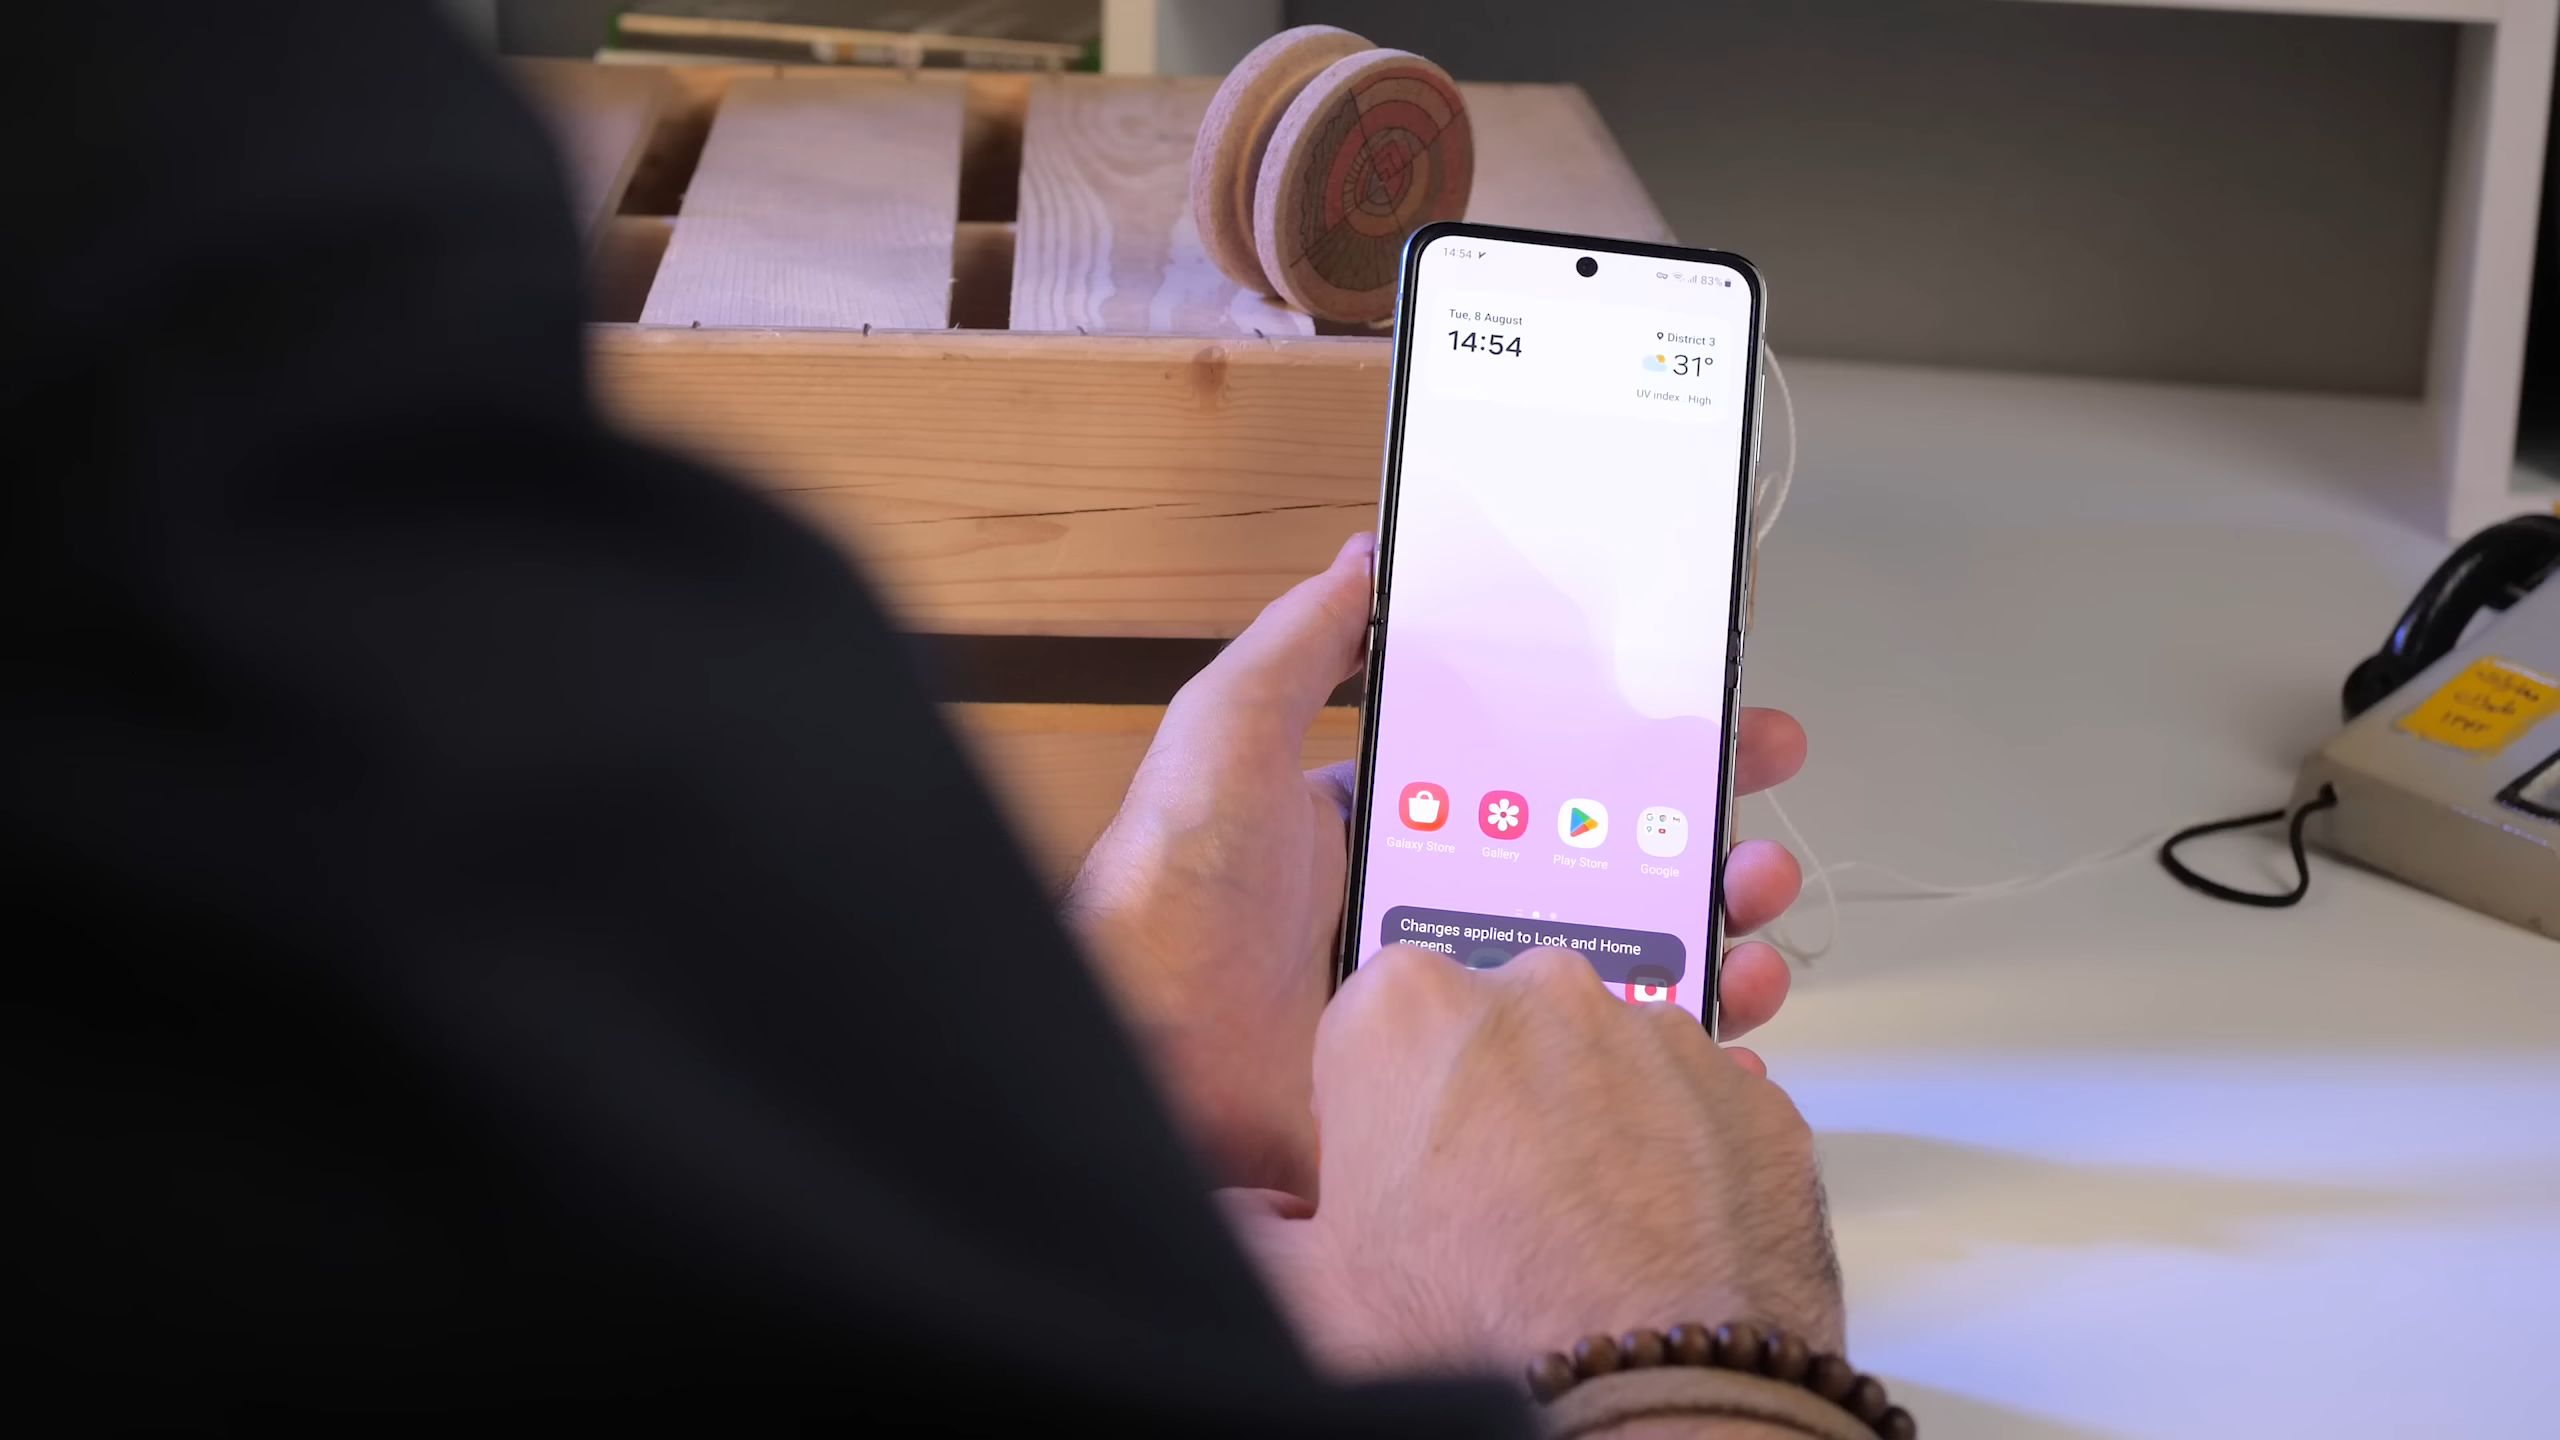 14:54
83%
Tue, 8 August
14:54
District 3
31°
UV index High
Galaxy Store
Gallery
Play Store
Google
Changes applied to Lock and Home
screens.
۱۳۴۳